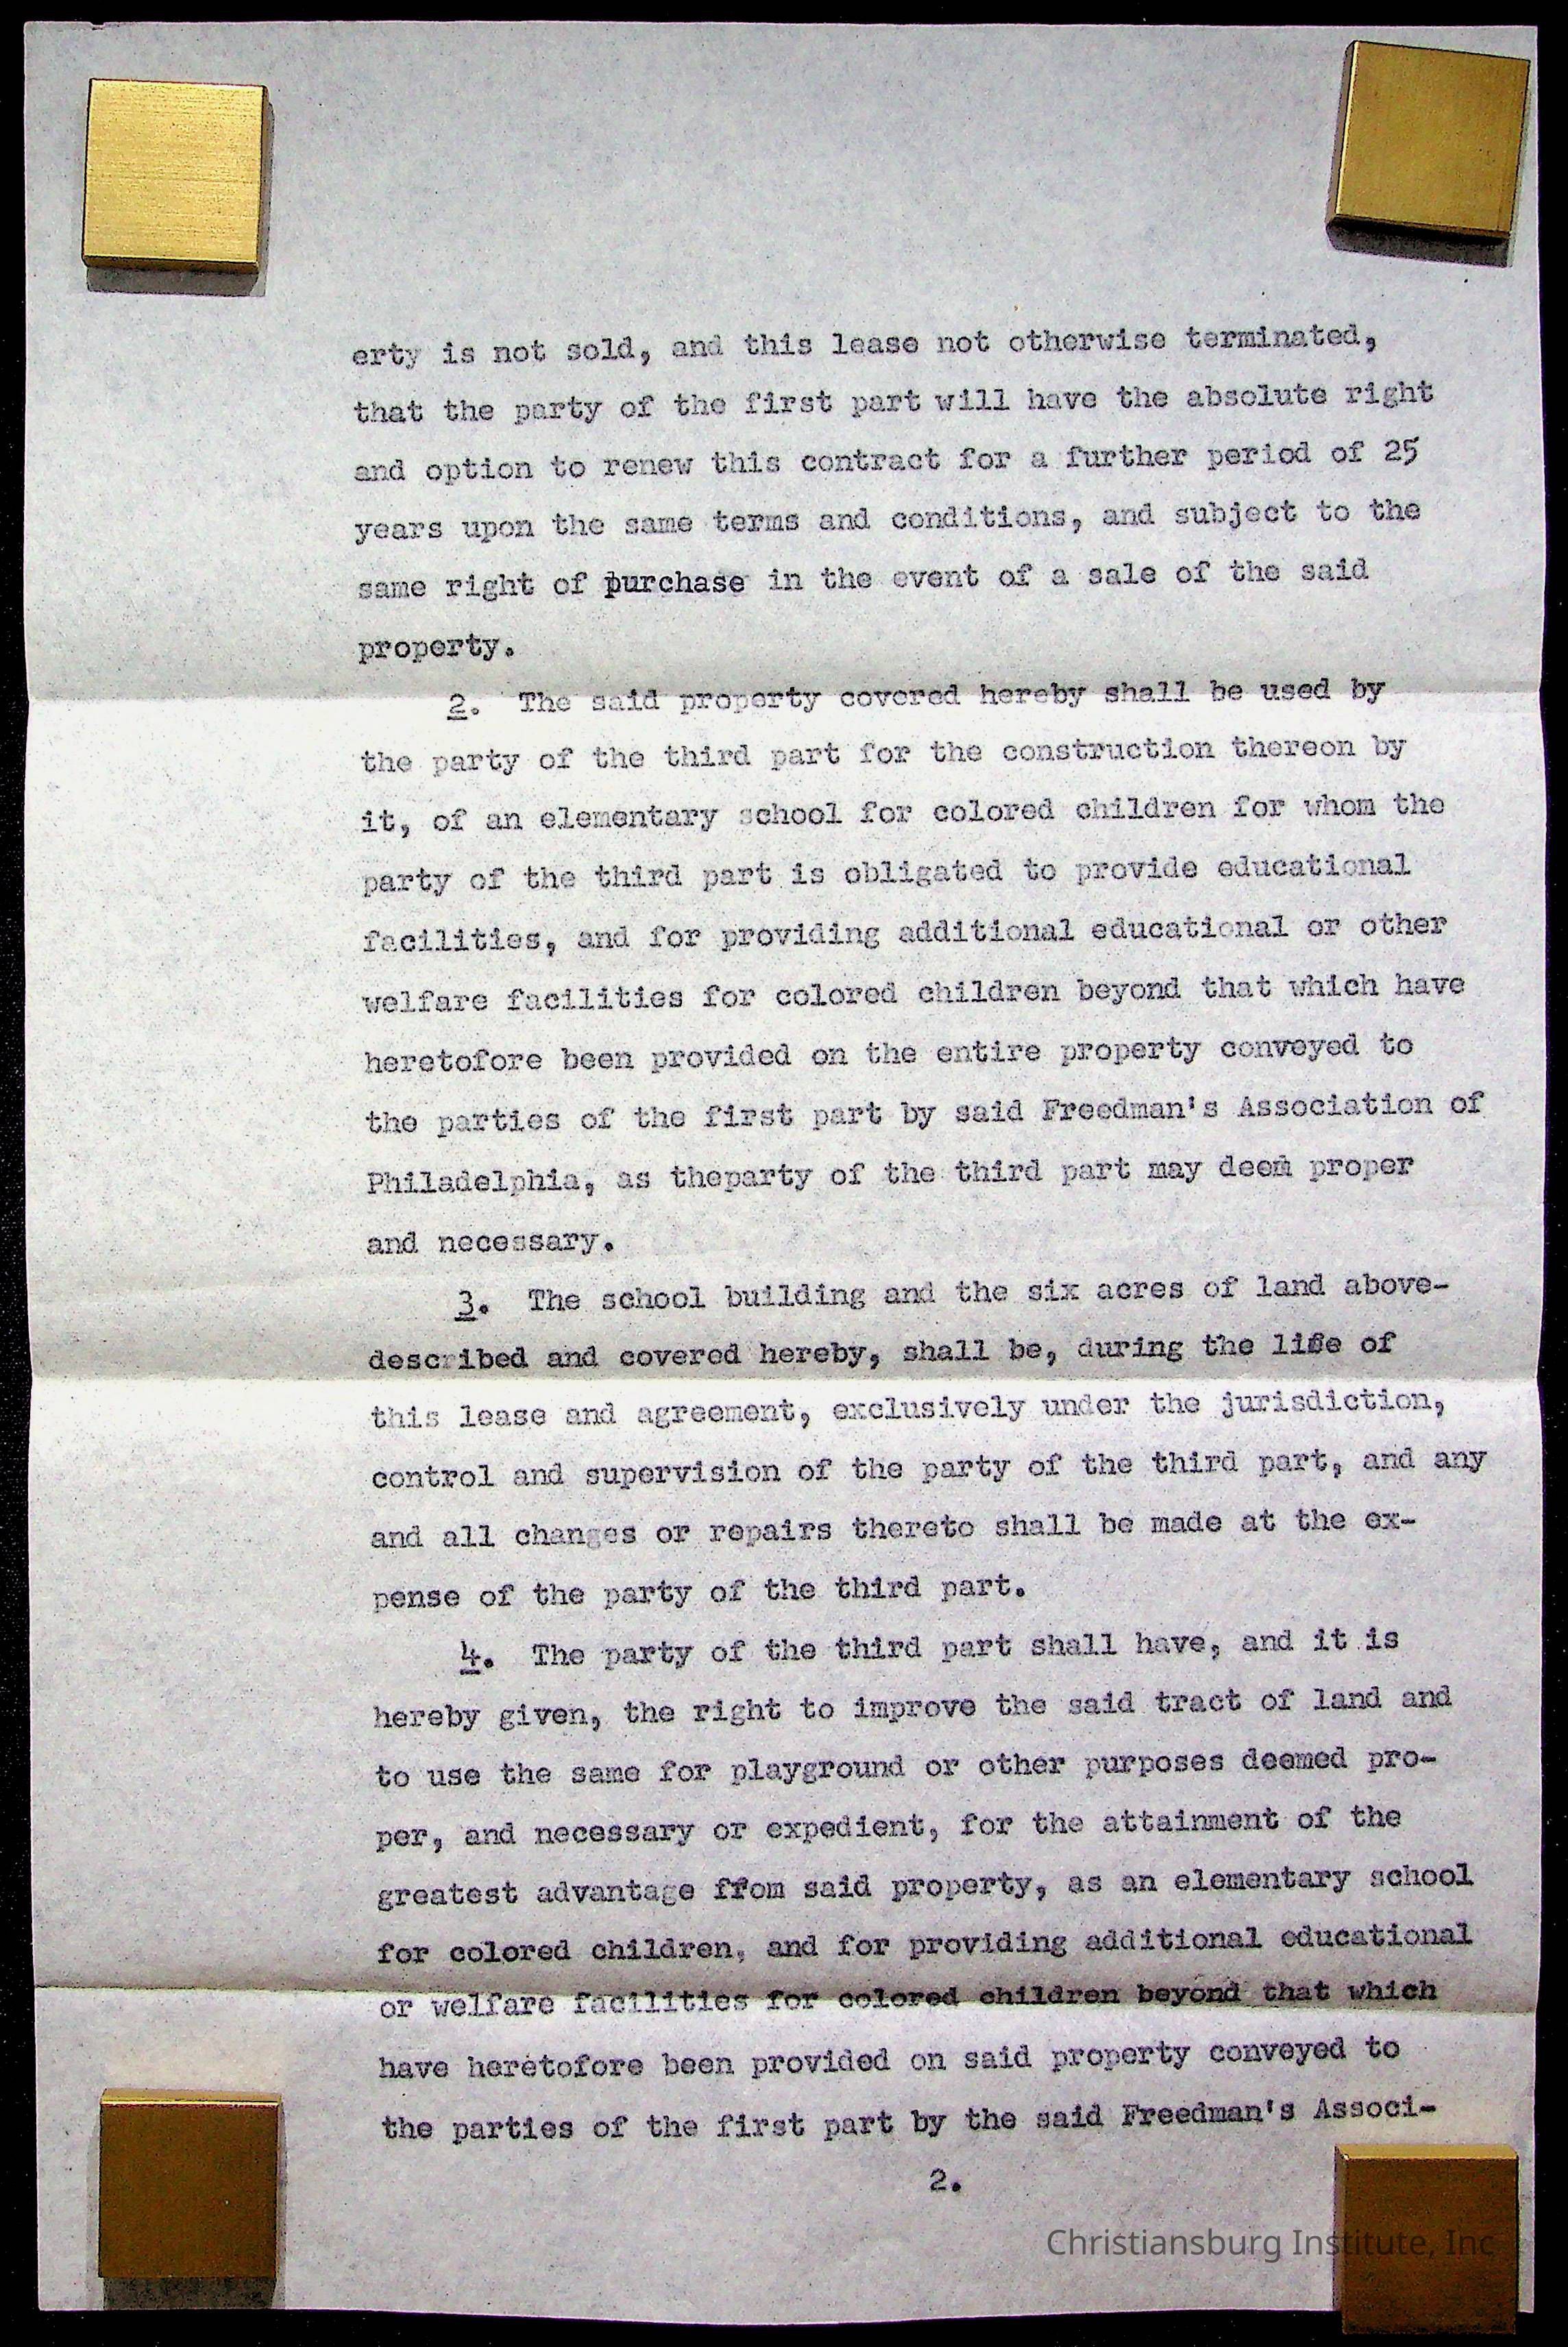 erty is not sold, and this lease not otherwise terminated,
that the party of the first part will have the absolute right
and option to renew this contract for a further period of 25
years upon the same terms and conditions, and subject to the
same right of purchase in the event of a sale of the said
property.
2. The said property covered hereby shall be used by
the party of the third part for the construction thereon by
it, of an elementary school for colored children for whom the
party of the third part is obligated to provide educational
facilities, and for providing additional educational or other
welfare facilities for colored children beyond that which have
heretofore been provided on the entire property conveyed to
the parties of the first part by said Freedman's Association of
Philadelphia, as theparty of the third part may deem proper
and necessary.
3. The school building and the six acres of land above-
described and covered hereby, shall be, during the life of
this lease and agreement, exclusively under the jurisdiction,
control and supervision of the party of the third part, and any
and all changes or repairs thereto shall be made at the ex-
pense of the party of the third part.
4. The party of the third part shall have, and it is
hereby given, the right to improve the said tract of land and
to use the same for playground or other purposes deemed pro-
per, and necessary or expedient, for the attainment of the
greatest advantage from said property, as an elementary school
for colored children, and for providing additional educational
or welfare facilities for colored children beyond that which
have heretofore been provided on said property conveyed to
the parties of the first part by the said Freedman's Associ-
2.
Christiansburg Institute, Inc